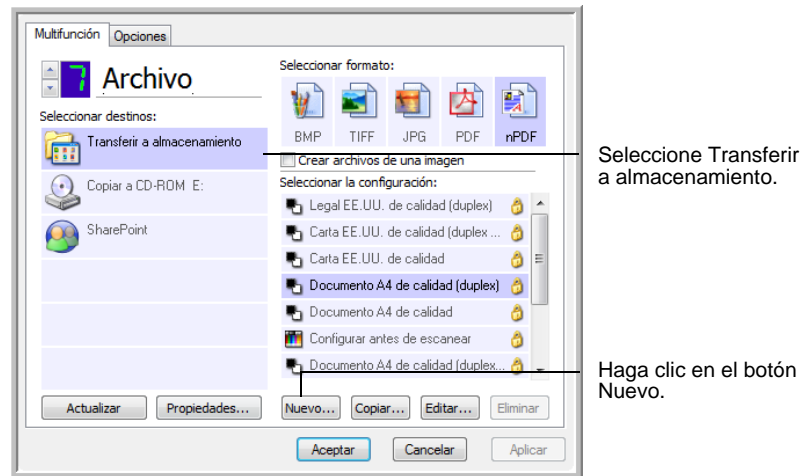 Multifunción
Opciones
7
Archivo
Seleccionar destinos:
Transferir a almacenamiento
Copiar a CD-ROM E:
SharePoint
Actualizar
Propiedades...
Seleccionar formato:
BMP
TIFF
JPG
PDF
nPDF
Crear archivos de una imagen
Seleccionar la configuración:
Legal EE.UU. de calidad (duplex)
Carta EE.UU. de calidad (duplex ...
Carta EE.UU. de calidad
Documento A4 de calidad (duplex)
Documento A4 de calidad
Configurar antes de escanear
Documento A4 de calidad (duplex...
Nuevo...
Copiar...
Editar...
Eliminar
Aceptar
Cancelar
Aplicar
Seleccione Transferir
a almacenamiento.
Haga clic en el botón
Nuevo.